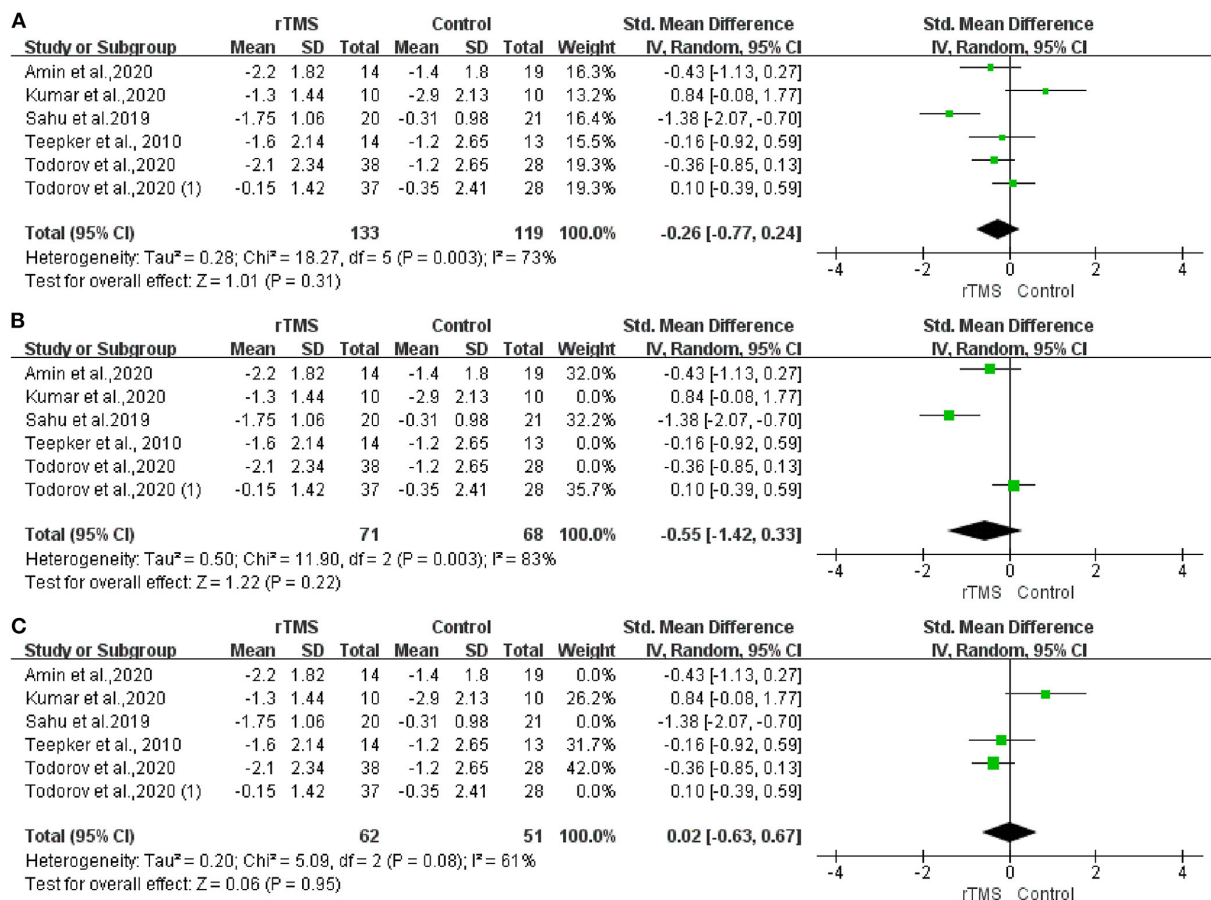 A
rTMS Control Std. Mean Difference Std. Mean Difference
Study or Subgroup Mean SD Total Mean SD Total Weight IV, Random, 95% CI IV, Random, 95% CI
Amin et al.,2020 -2.2 1.82 14 -1.4 1.8 19 16.3% -0.43 [-1.13, 0.27]
Kumar et al.,2020 -1.3 1.44 10 -2.9 2.13 10 13.2% 0.84 [-0.08, 1.77]
Sahu et al.2019 -1.75 1.06 20 -0.31 0.98 21 16.4% -1.38 [-2.07, -0.70]
Teepker et al., 2010 -1.6 2.14 14 -1.2 2.65 13 15.5% -0.16 [-0.92, 0.59]
Todorov et al.,2020 -2.1 2.34 38 -1.2 2.65 28 19.3% -0.36 [-0.85, 0.13]
Todorov et al.,2020 (1) -0.15 1.42 37 -0.35 2.41 28 19.3% 0.10 [-0.39, 0.59]
Total (95% CI) 133 119 100.0% -0.26 [-0.77, 0.24]
Heterogeneity: Tau² = 0.28; Chi² = 18.27, df = 5 (P = 0.003); I² = 73%
Test for overall effect: Z = 1.01 (P = 0.31)
-4 -2 0 2 4
rTMS Control
B
rTMS Control Std. Mean Difference Std. Mean Difference
Study or Subgroup Mean SD Total Mean SD Total Weight IV, Random, 95% CI IV, Random, 95% CI
Amin et al.,2020 -2.2 1.82 14 -1.4 1.8 19 32.0% -0.43 [-1.13, 0.27]
Kumar et al.,2020 -1.3 1.44 10 -2.9 2.13 10 0.0% 0.84 [-0.08, 1.77]
Sahu et al.2019 -1.75 1.06 20 -0.31 0.98 21 32.2% -1.38 [-2.07, -0.70]
Teepker et al., 2010 -1.6 2.14 14 -1.2 2.65 13 0.0% -0.16 [-0.92, 0.59]
Todorov et al.,2020 -2.1 2.34 38 -1.2 2.65 28 0.0% -0.36 [-0.85, 0.13]
Todorov et al.,2020 (1) -0.15 1.42 37 -0.35 2.41 28 35.7% 0.10 [-0.39, 0.59]
Total (95% CI) 71 68 100.0% -0.55 [-1.42, 0.33]
Heterogeneity: Tau² = 0.50; Chi² = 11.90, df = 2 (P = 0.003); I² = 83%
Test for overall effect: Z = 1.22 (P = 0.22)
-4 -2 0 2 4
rTMS Control
C
rTMS Control Std. Mean Difference Std. Mean Difference
Study or Subgroup Mean SD Total Mean SD Total Weight IV, Random, 95% CI IV, Random, 95% CI
Amin et al.,2020 -2.2 1.82 14 -1.4 1.8 19 0.0% -0.43 [-1.13, 0.27]
Kumar et al.,2020 -1.3 1.44 10 -2.9 2.13 10 26.2% 0.84 [-0.08, 1.77]
Sahu et al.2019 -1.75 1.06 20 -0.31 0.98 21 0.0% -1.38 [-2.07, -0.70]
Teepker et al., 2010 -1.6 2.14 14 -1.2 2.65 13 31.7% -0.16 [-0.92, 0.59]
Todorov et al.,2020 -2.1 2.34 38 -1.2 2.65 28 42.0% -0.36 [-0.85, 0.13]
Todorov et al.,2020 (1) -0.15 1.42 37 -0.35 2.41 28 0.0% 0.10 [-0.39, 0.59]
Total (95% CI) 62 51 100.0% 0.02 [-0.63, 0.67]
Heterogeneity: Tau² = 0.20; Chi² = 5.09, df = 2 (P = 0.08); I² = 61%
Test for overall effect: Z = 0.06 (P = 0.95)
-4 -2 0 2 4
rTMS Control